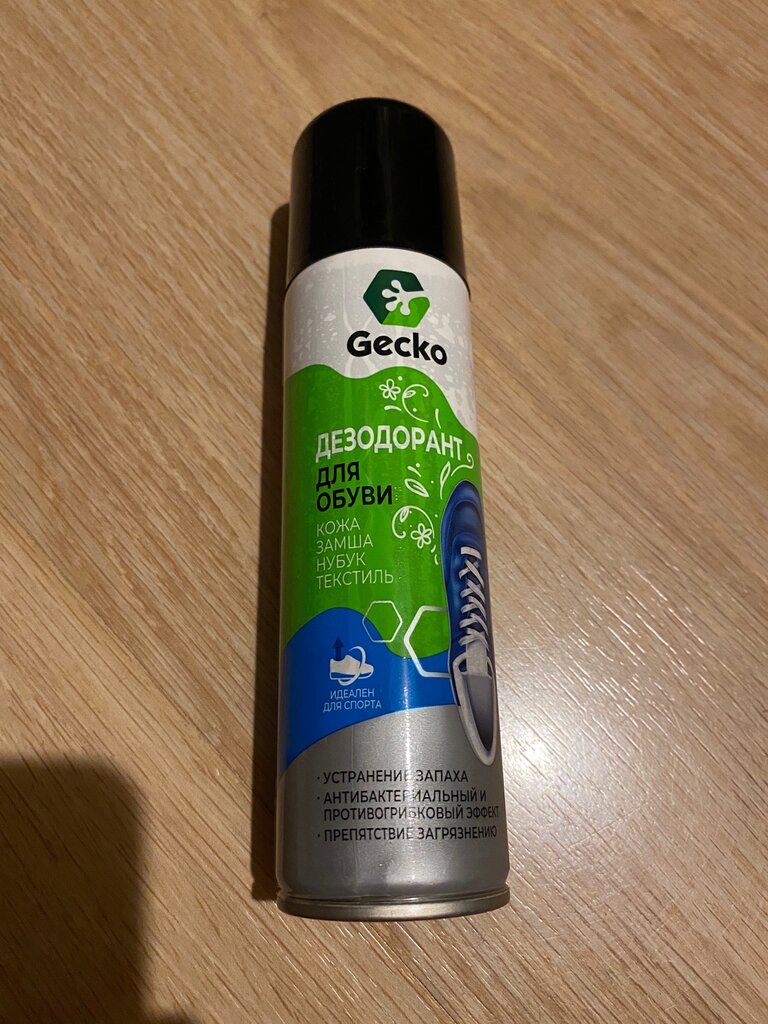 Gecko
ДЕЗОДОРАНТ
ДЛЯ
ОБУВИ
КОЖА
ЗАМША
НУБУК
ТЕКСТИЛЬ
ИДЕАЛЕН
ДЛЯ СПОРТА
· УСТРАНЕНИЕ ЗАПАХА
· АНТИБАКТЕРИАЛЬНЫЙ И
ПРОТИВОГРИБКОВЫЙ ЭФФЕКТ
· ПРЕПЯТСТВИЕ ЗАГРЯЗНЕНИЮ